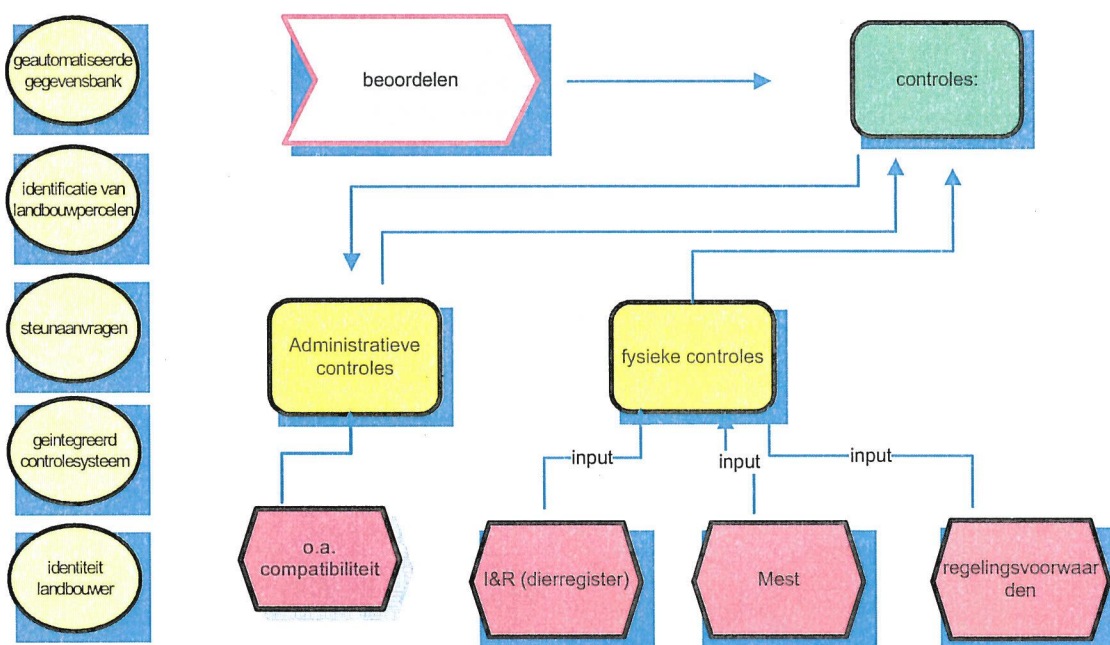 geautomatiseerde
gegevensbank
identificatie van
landbouwpercelen
steunaanvragen
geintegreerd
controlesysteem
identiteit
landbouwer
beoordelen
controles:
Administratieve
controles
fysieke controles
input
input
input
o.a.
compatibiliteit
I&R (dierregister)
Mest
regelingsvoorwaar
den